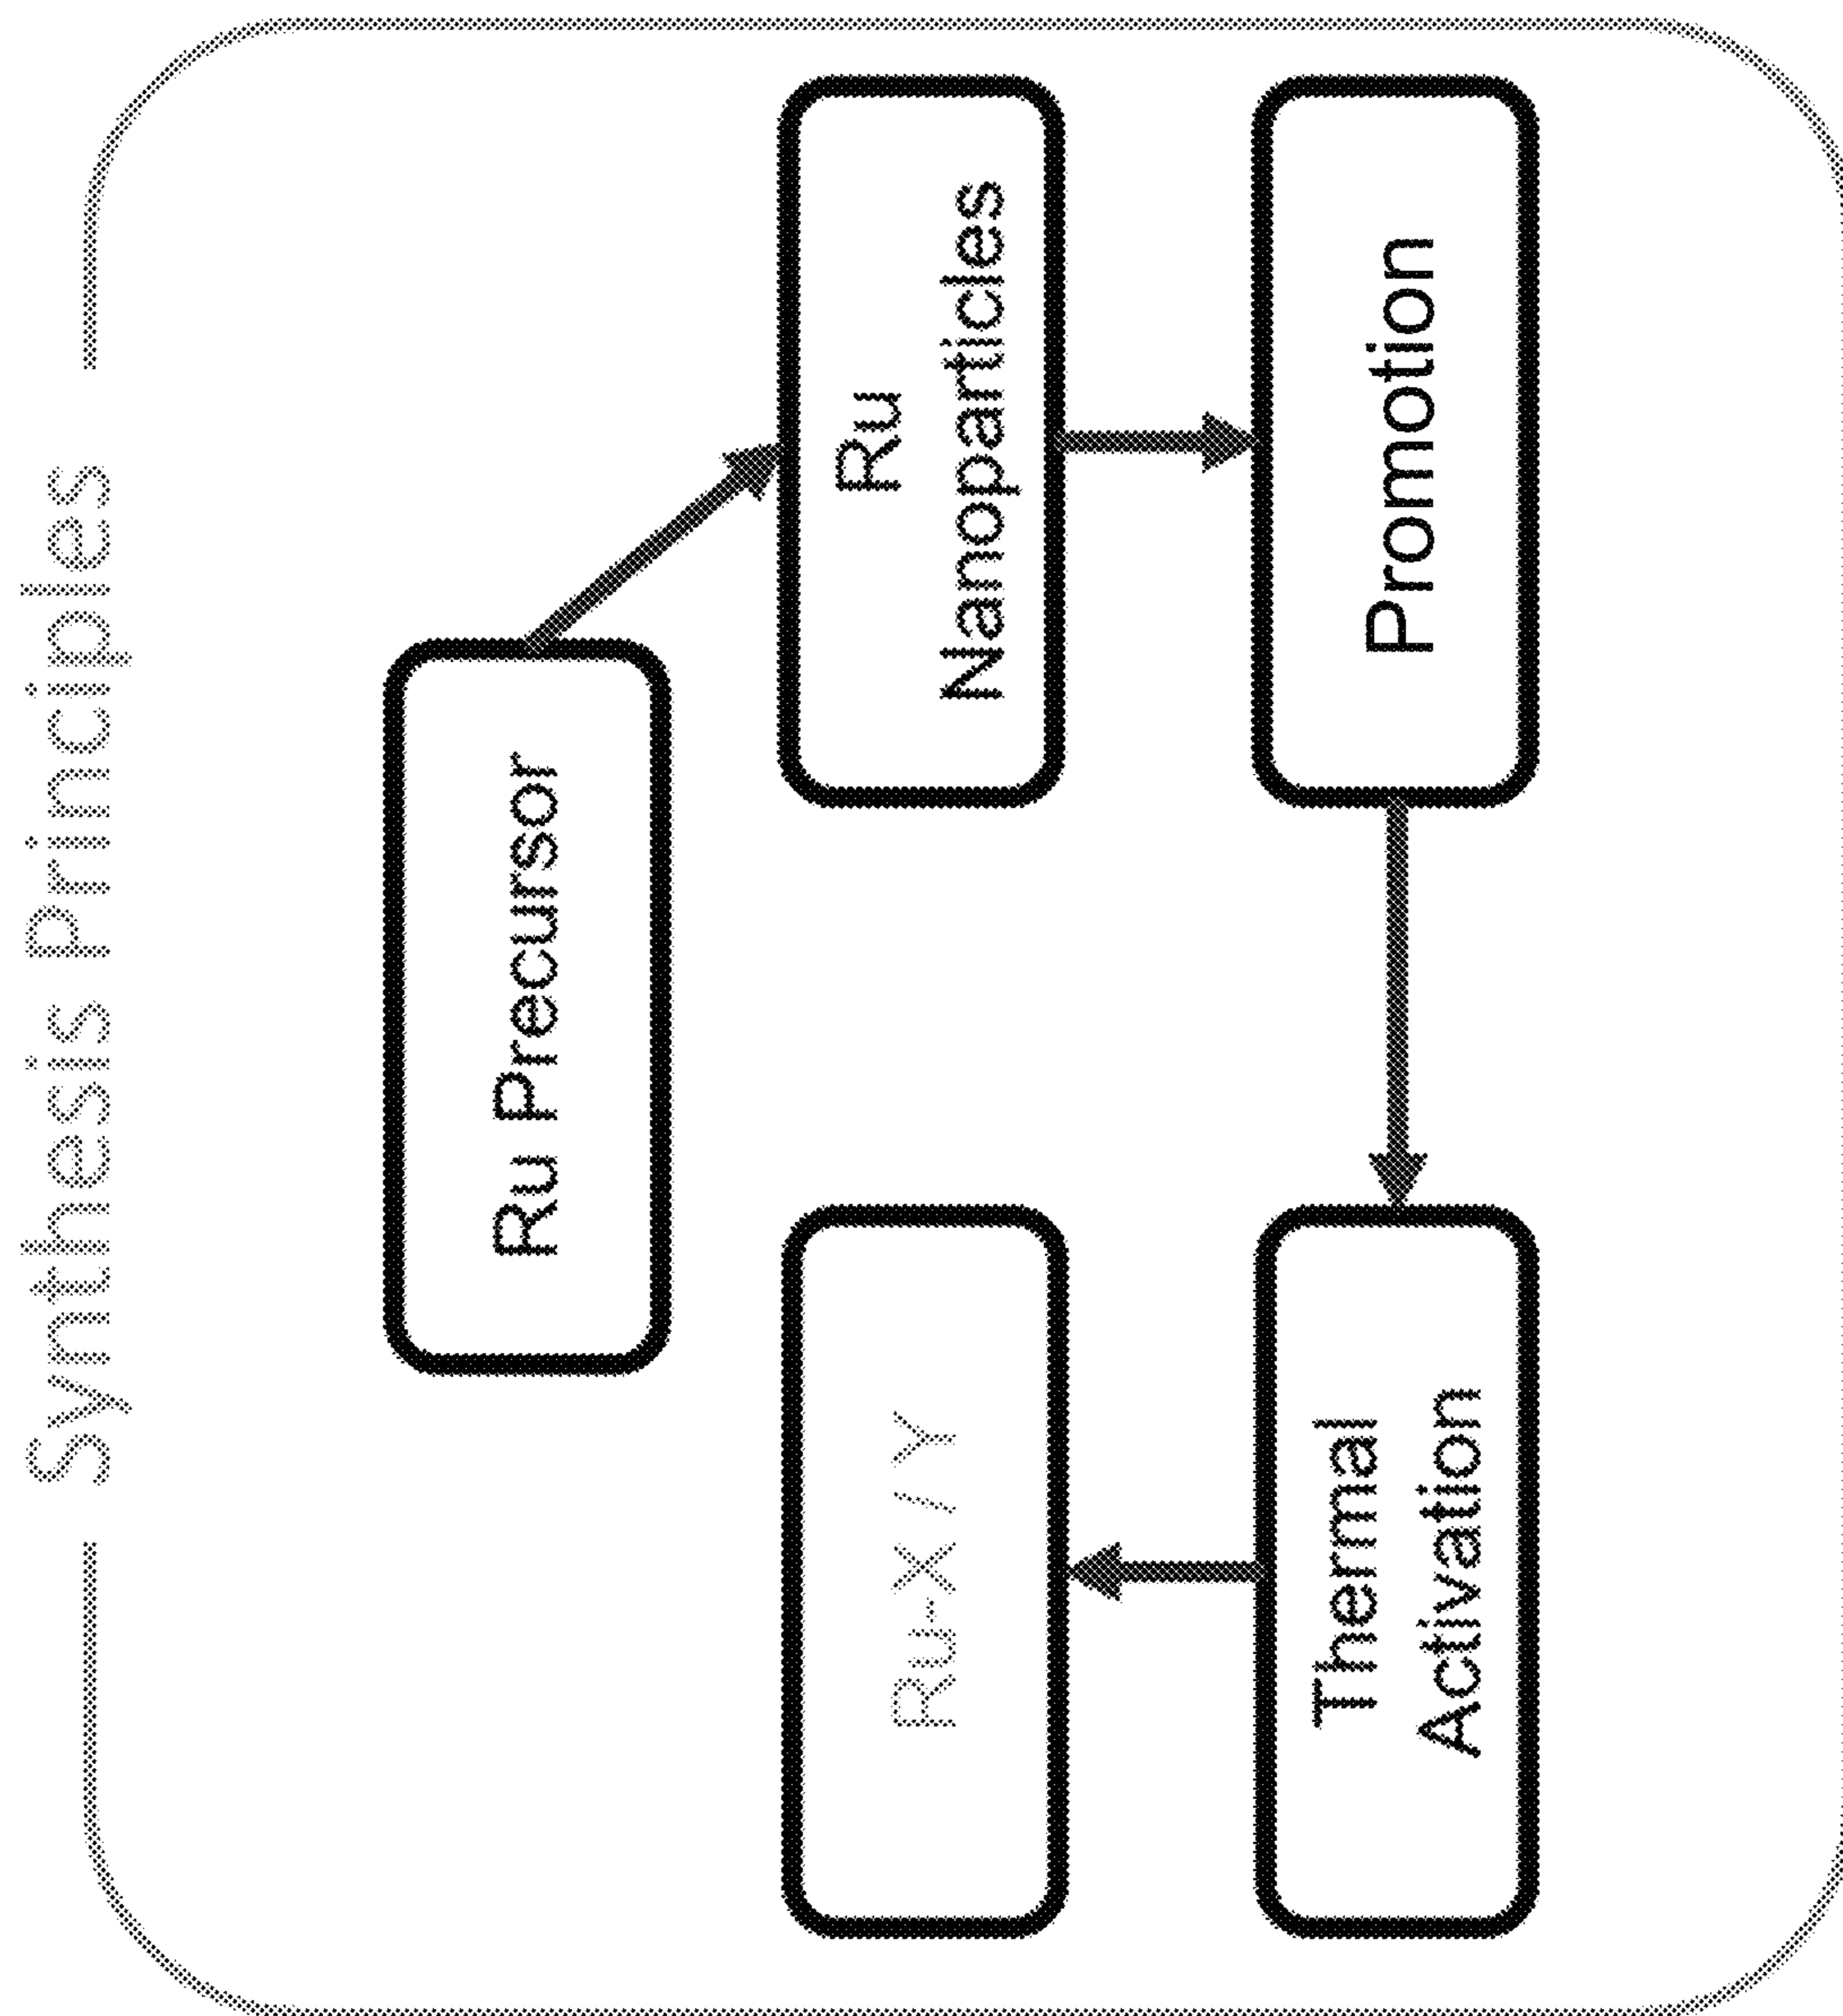 Synthesis Principles
Ru Precursor
Ru
Nanoparticles
Promotion
Thermal
Activation
Ru-X / Y